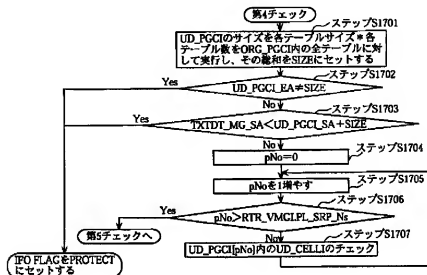 第4チェック
ステップS1701
UD_PGCIのサイズを各テーブルサイズ*各
テーブル数をORG_PGCI内の全テーブルに対
して実行し、その総和をSIZEにセットする
ステップS1702
Yes
UD_PGCI_EA≠SIZE
No
ステップS1703
Yes
TXTDT_MG_SA<UD_PGCI_SA+SIZE
No
ステップS1704
pNo=0
ステップS1705
pNoを1増やす
ステップS1706
Yes
pNo>RTR_VMGI.PL_SRP_Ns
第5チェックへ
No
ステップS1707
UD_PGCI[pNo]内のUD_CELLIのチェック
IPO FLAGをPROTECT
にセットする